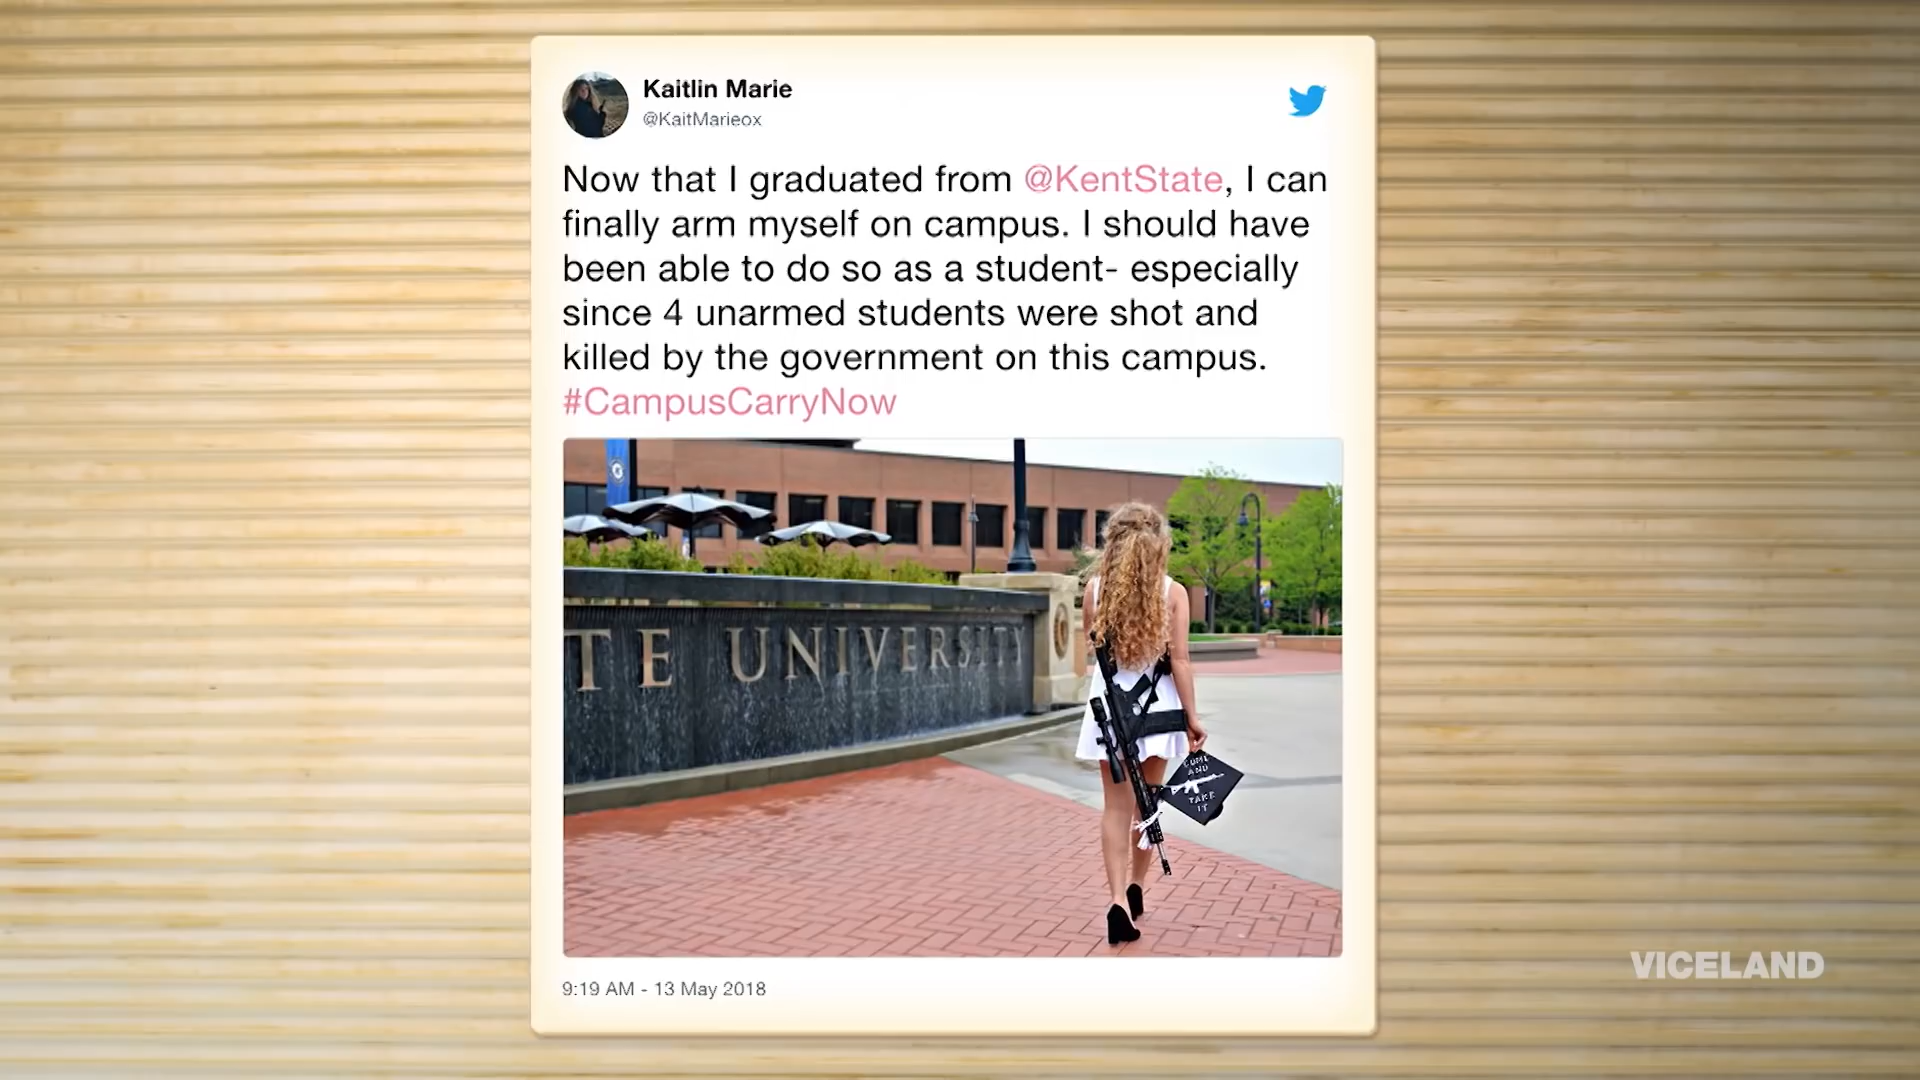 Kaitlin Marie
@KaitMarieox
Now that I graduated from @KentState, I can
finally arm myself on campus. I should have
been able to do so as a student- especially
since 4 unarmed students were shot and
killed by the government on this campus.
#CampusCarryNow
TE UNIVERSITY
COME
AND
TAKE
IT
9:19 AM - 13 May 2018
VICELAND